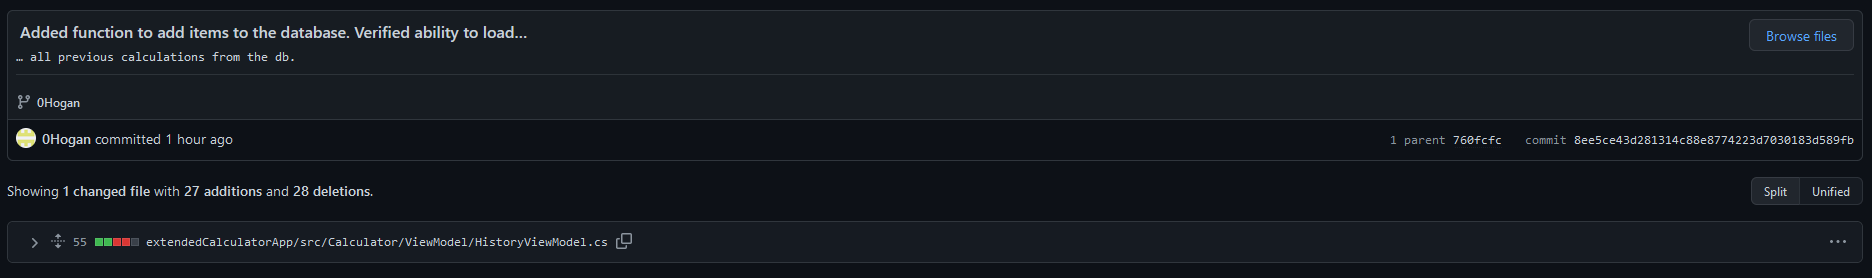 Added function to add items to the database. Verified ability to load...
… all previous calculations from the db.
Browse files
0Hogan
0Hogan committed 1 hour ago
1 parent 760fcfc commit 8ee5ce43d281314c88e8774223d7030183d589fb
Showing 1 changed file with 27 additions and 28 deletions.
Split Unified
55 extendedCalculatorApp/src/Calculator/ViewModel/HistoryViewModel.cs